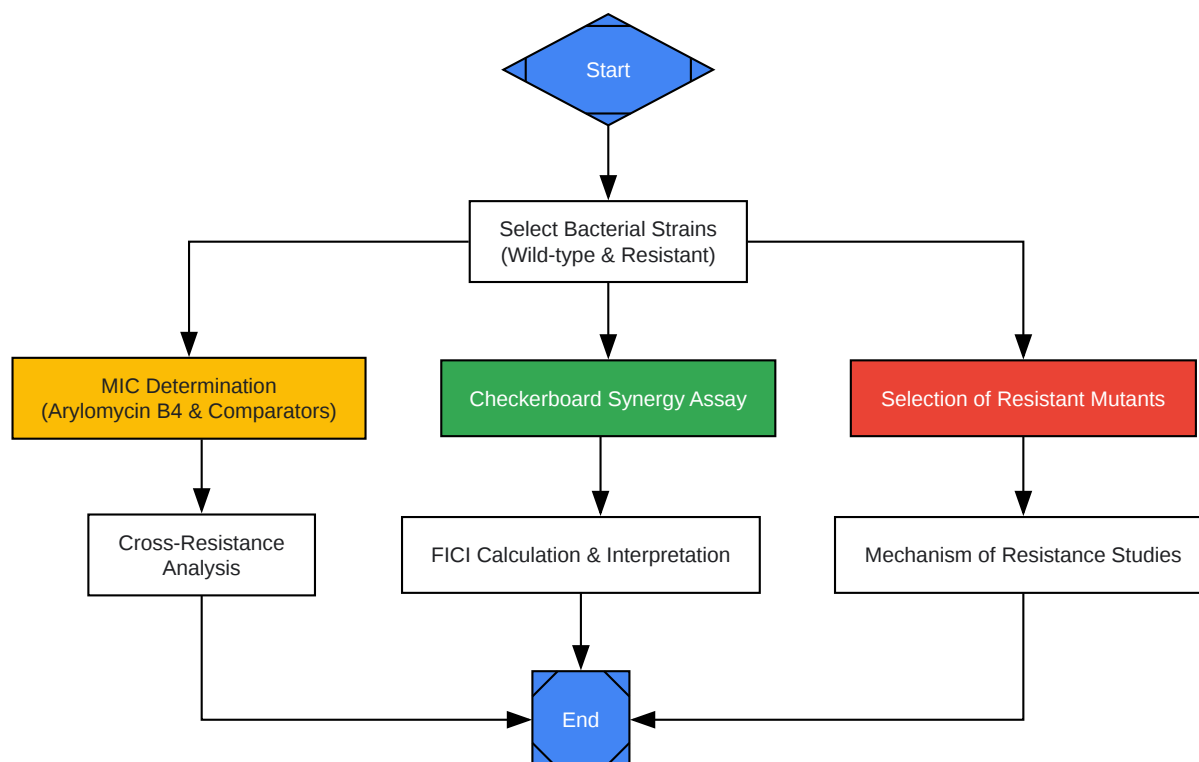 Start
Select Bacterial Strains
(Wild-type & Resistant)
MIC Determination
(Arylomycin B4 & Comparators)
Checkerboard Synergy Assay
Selection of Resistant Mutants
Cross-Resistance
Analysis
FICI Calculation & Interpretation
Mechanism of Resistance Studies
End